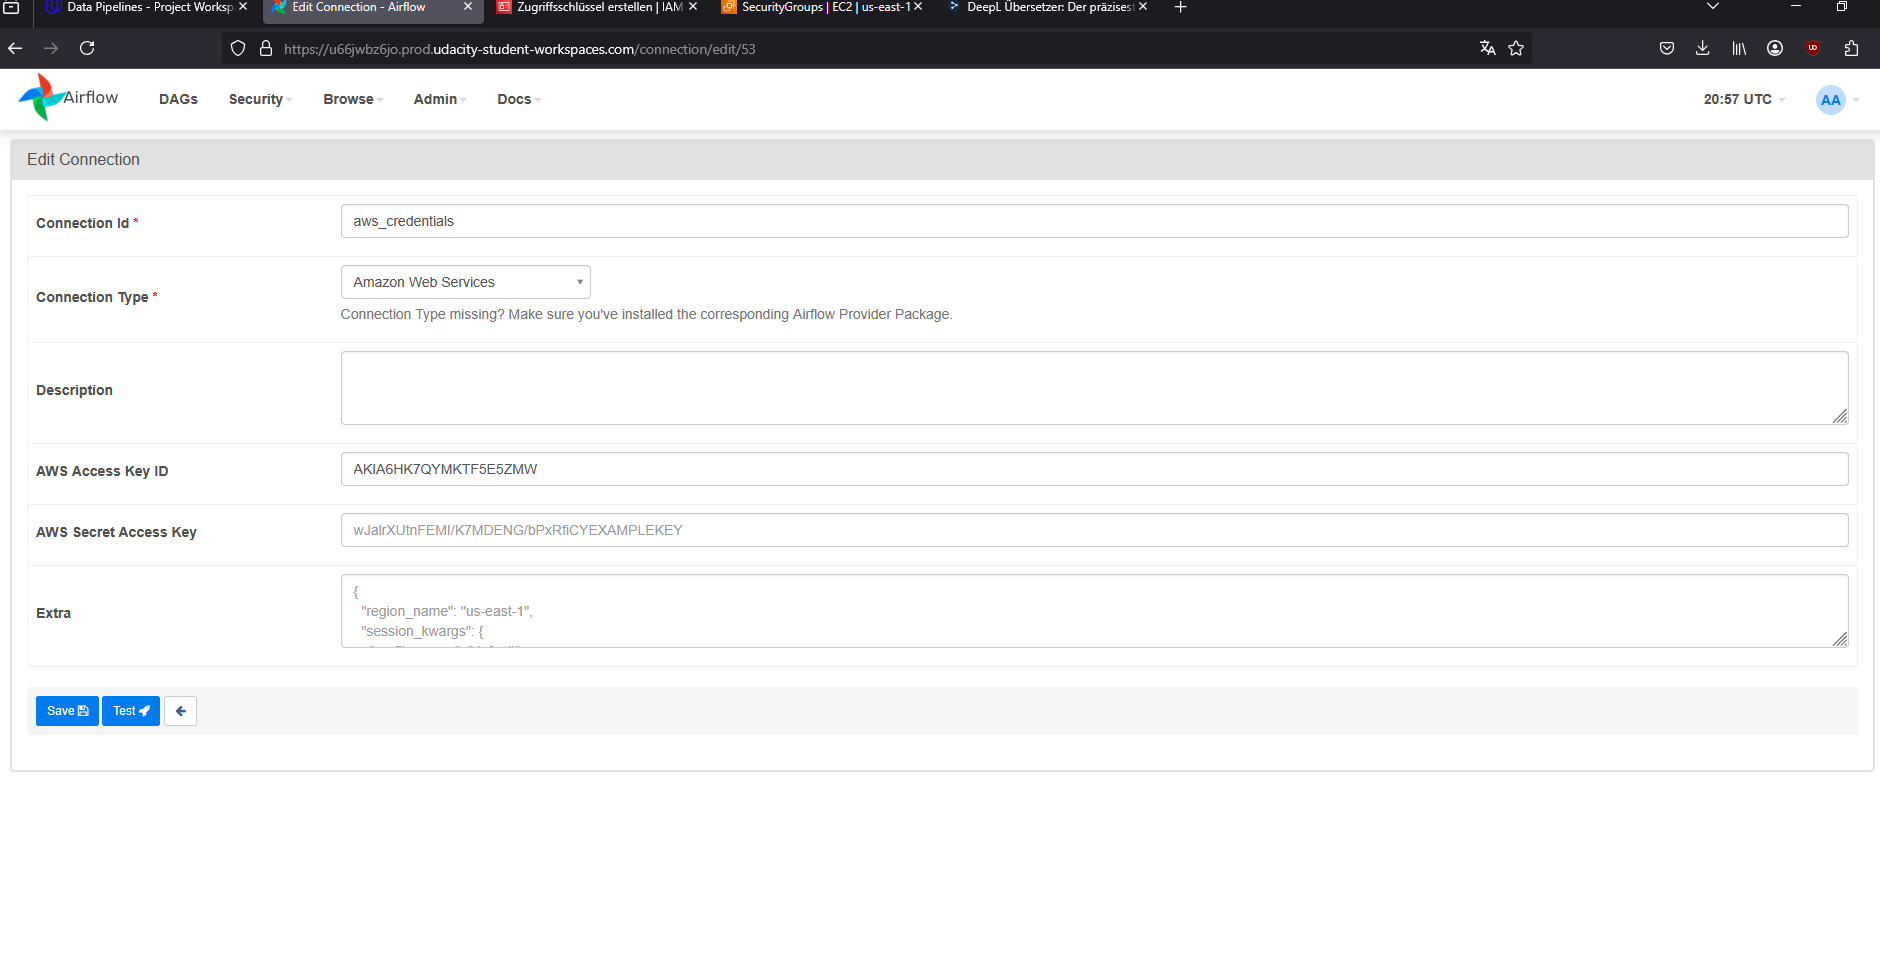 Data Pipelines - Project Worksp
Edit Connection - Airflow
Zugriffsschlüssel erstellen | IAM
SecurityGroups | EC2 | us-east-1
DeepL Übersetzer: Der präzisest
https://u66jwbz6jo.prod.udacity-student-workspaces.com/connection/edit/53
Airflow DAGs Security Browse Admin Docs 20:57 UTC AA
Edit Connection
Connection Id * aws_credentials
Connection Type * Amazon Web Services
Connection Type missing? Make sure you've installed the corresponding Airflow Provider Package.
Description
AWS Access Key ID AKIA6HK7QYMKTF5E5ZMW
AWS Secret Access Key wJalrXUtnFEMI/K7MDENG/bPxRfiCYEXAMPLEKEY
Extra
{
"region_name": "us-east-1",
"session_kwargs": {
Save Test